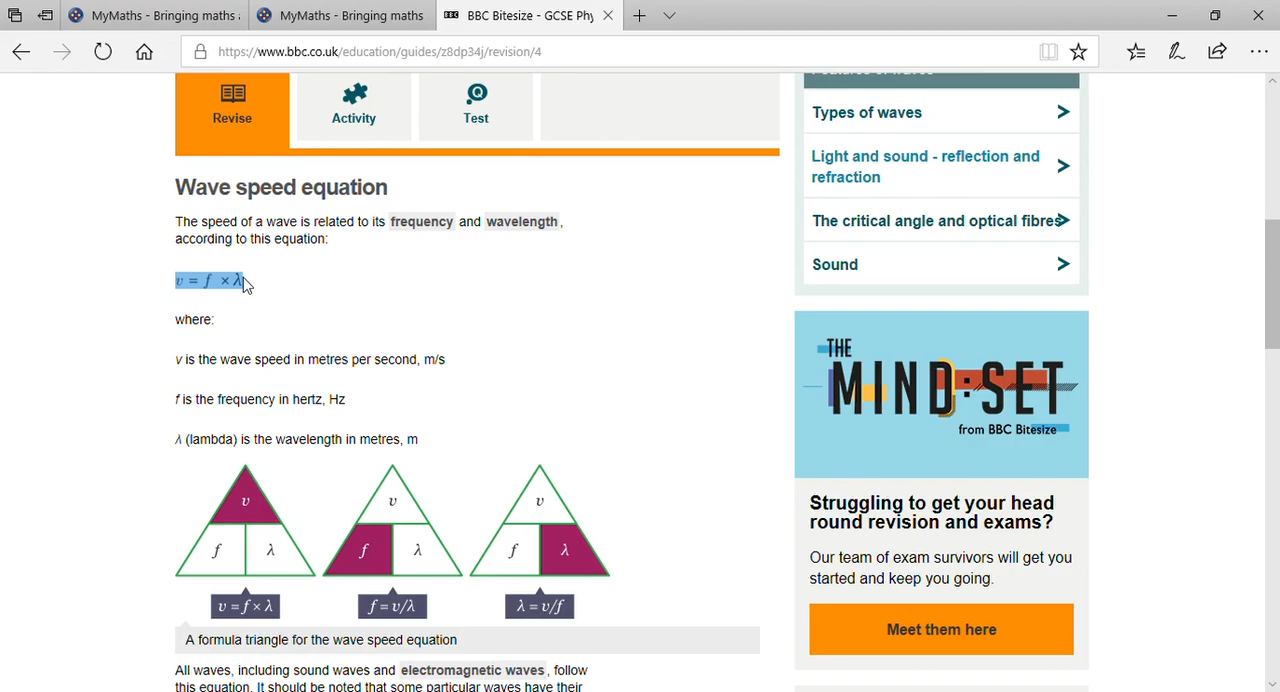 MyMaths - Bringing maths
MyMaths - Bringing maths
BBC Bitesize - GCSE Phy
https://www.bbc.co.uk/education/guides/z8dp34j/revision/4
Revise
Activity
Test
Wave speed equation
The speed of a wave is related to its frequency and wavelength,
according to this equation:
v = f × λ
where:
v is the wave speed in metres per second, m/s
f is the frequency in hertz, Hz
λ (lambda) is the wavelength in metres, m
v
f λ
v = f × λ
v
f λ
f = v/λ
v
f λ
λ = v/f
A formula triangle for the wave speed equation
All waves, including sound waves and electromagnetic waves, follow
this equation. It should be noted that some particular waves have their
Features of waves
Types of waves
Light and sound - reflection and
refraction
The critical angle and optical fibres
Sound
THE
MIND:SET
from BBC Bitesize
Struggling to get your head
round revision and exams?
Our team of exam survivors will get you
started and keep you going.
Meet them here